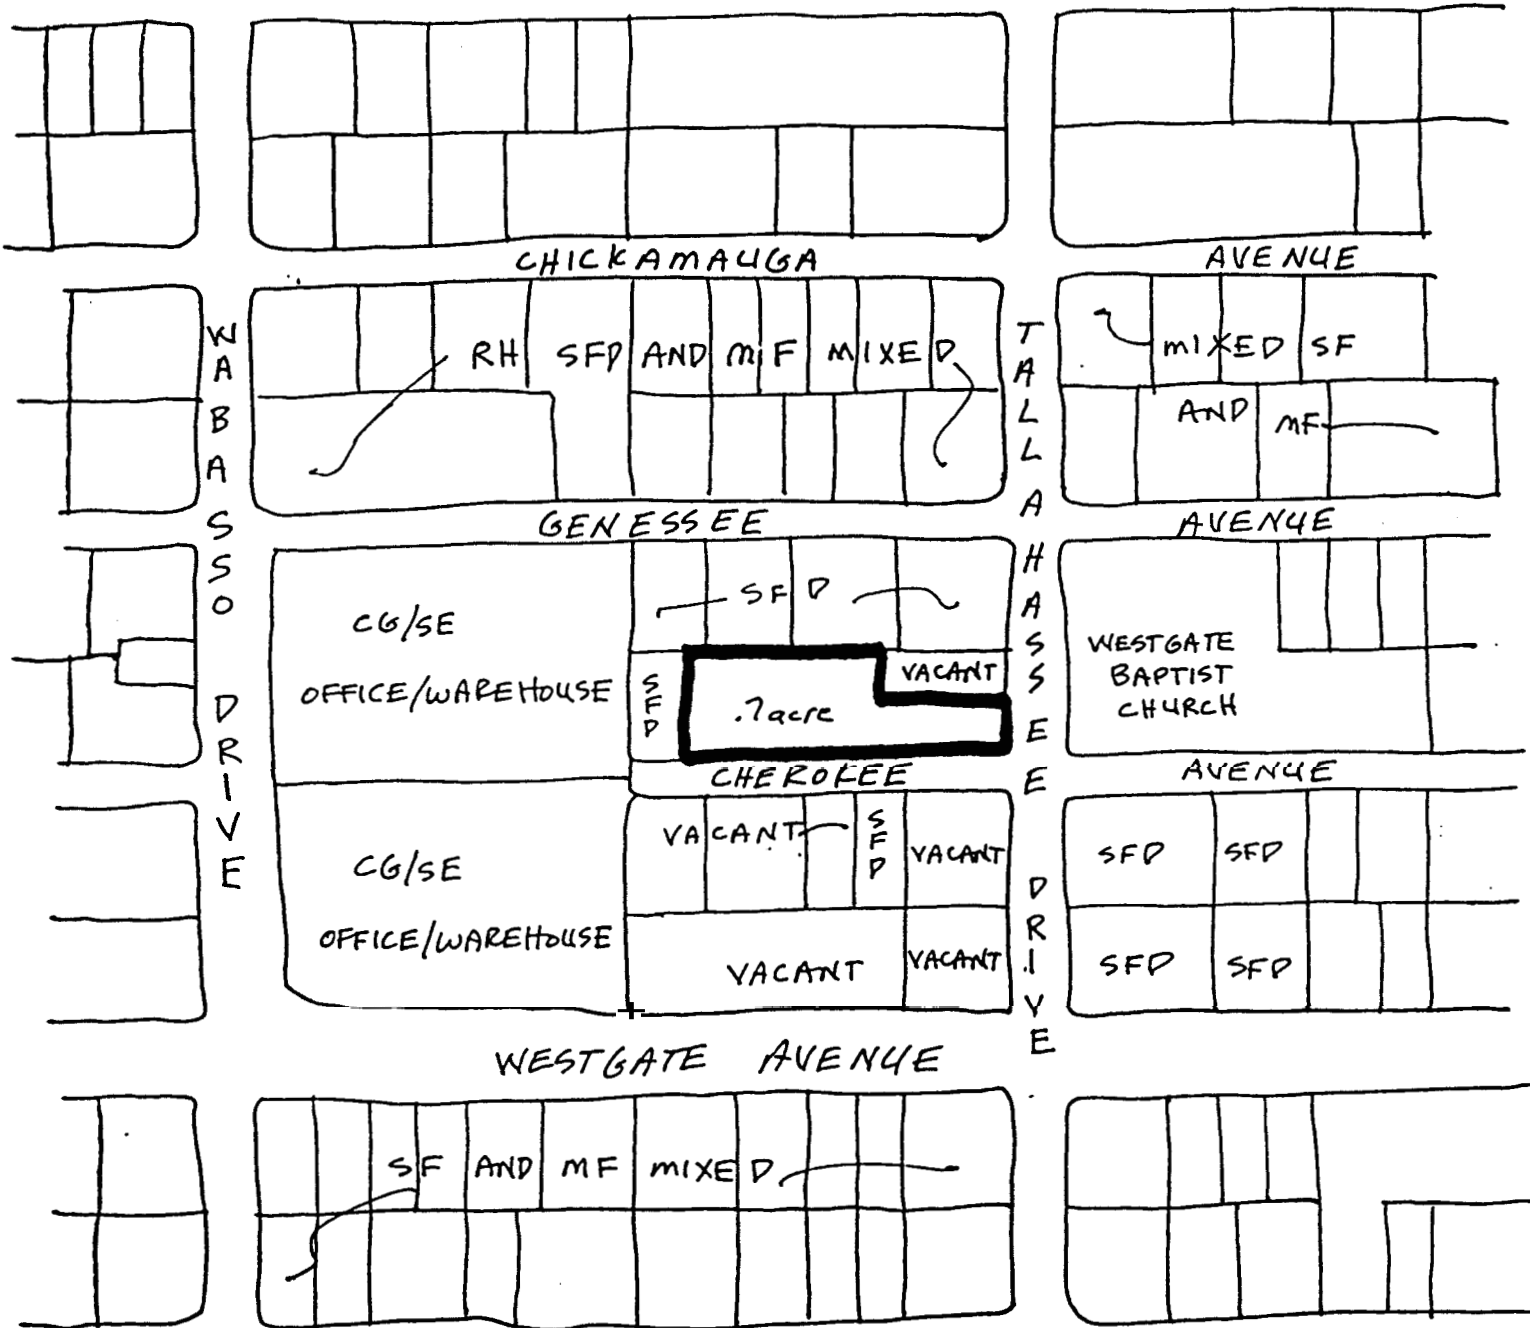 CHICKAMAUGA AVENUE
WABASSO DRIVE
TALLAHASSEE DRIVE
RH SFD AND MF MIXED
MIXED SF
AND MF
GENESSEE AVENUE
CG/SE
OFFICE/WAREHOUSE
SFD
SFD
.7 acre
VACANT
WESTGATE
BAPTIST
CHURCH
CHEROKEE AVENUE
CG/SE
OFFICE/WAREHOUSE
VACANT
SFD
VACANT
SFD
SFD
VACANT
VACANT
SFD
SFD
WESTGATE AVENUE
SF AND MF MIXED